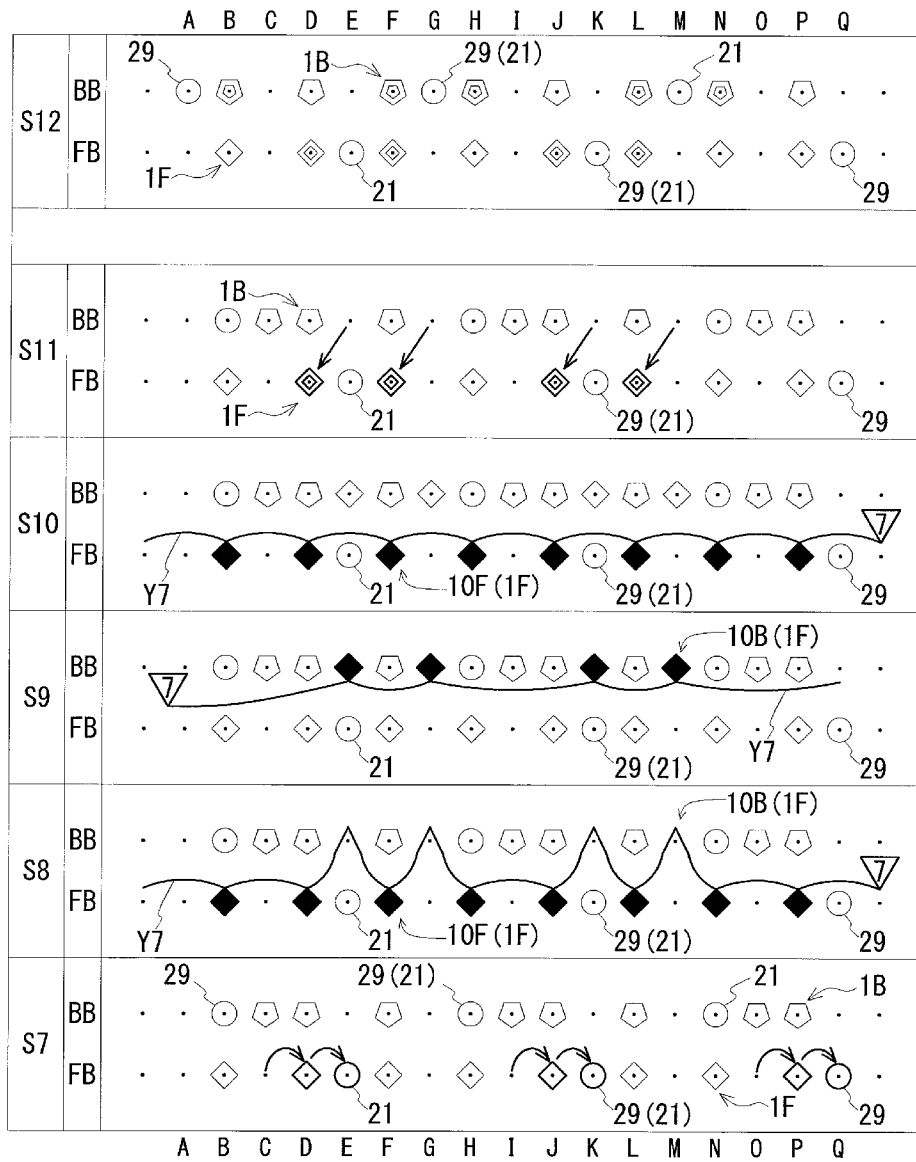 A B C D E F G H I J K L M N O P Q
29 1B 29(21) 21
S12 BB
FB
1F 21 29(21) 29
1B
S11 BB
FB
1F 21 29(21) 29
S10 BB
7
FB
Y7 21 10F(1F) 29(21) 29
10B(1F)
S9 BB
7
FB
21 29(21) Y7 29
10B(1F)
S8 BB
7
FB
Y7 21 10F(1F) 29(21) 29
29 29(21) 21 1B
S7 BB
FB
21 29(21) 1F 29
A B C D E F G H I J K L M N O P Q